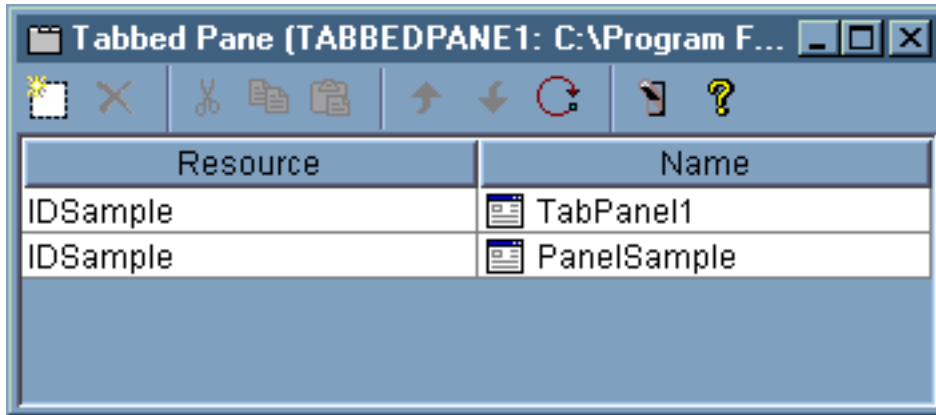 Tabbed Pane (TABBEDPANE1: C:\Program F...
Resource Name
IDSample TabPanel1
IDSample PanelSample